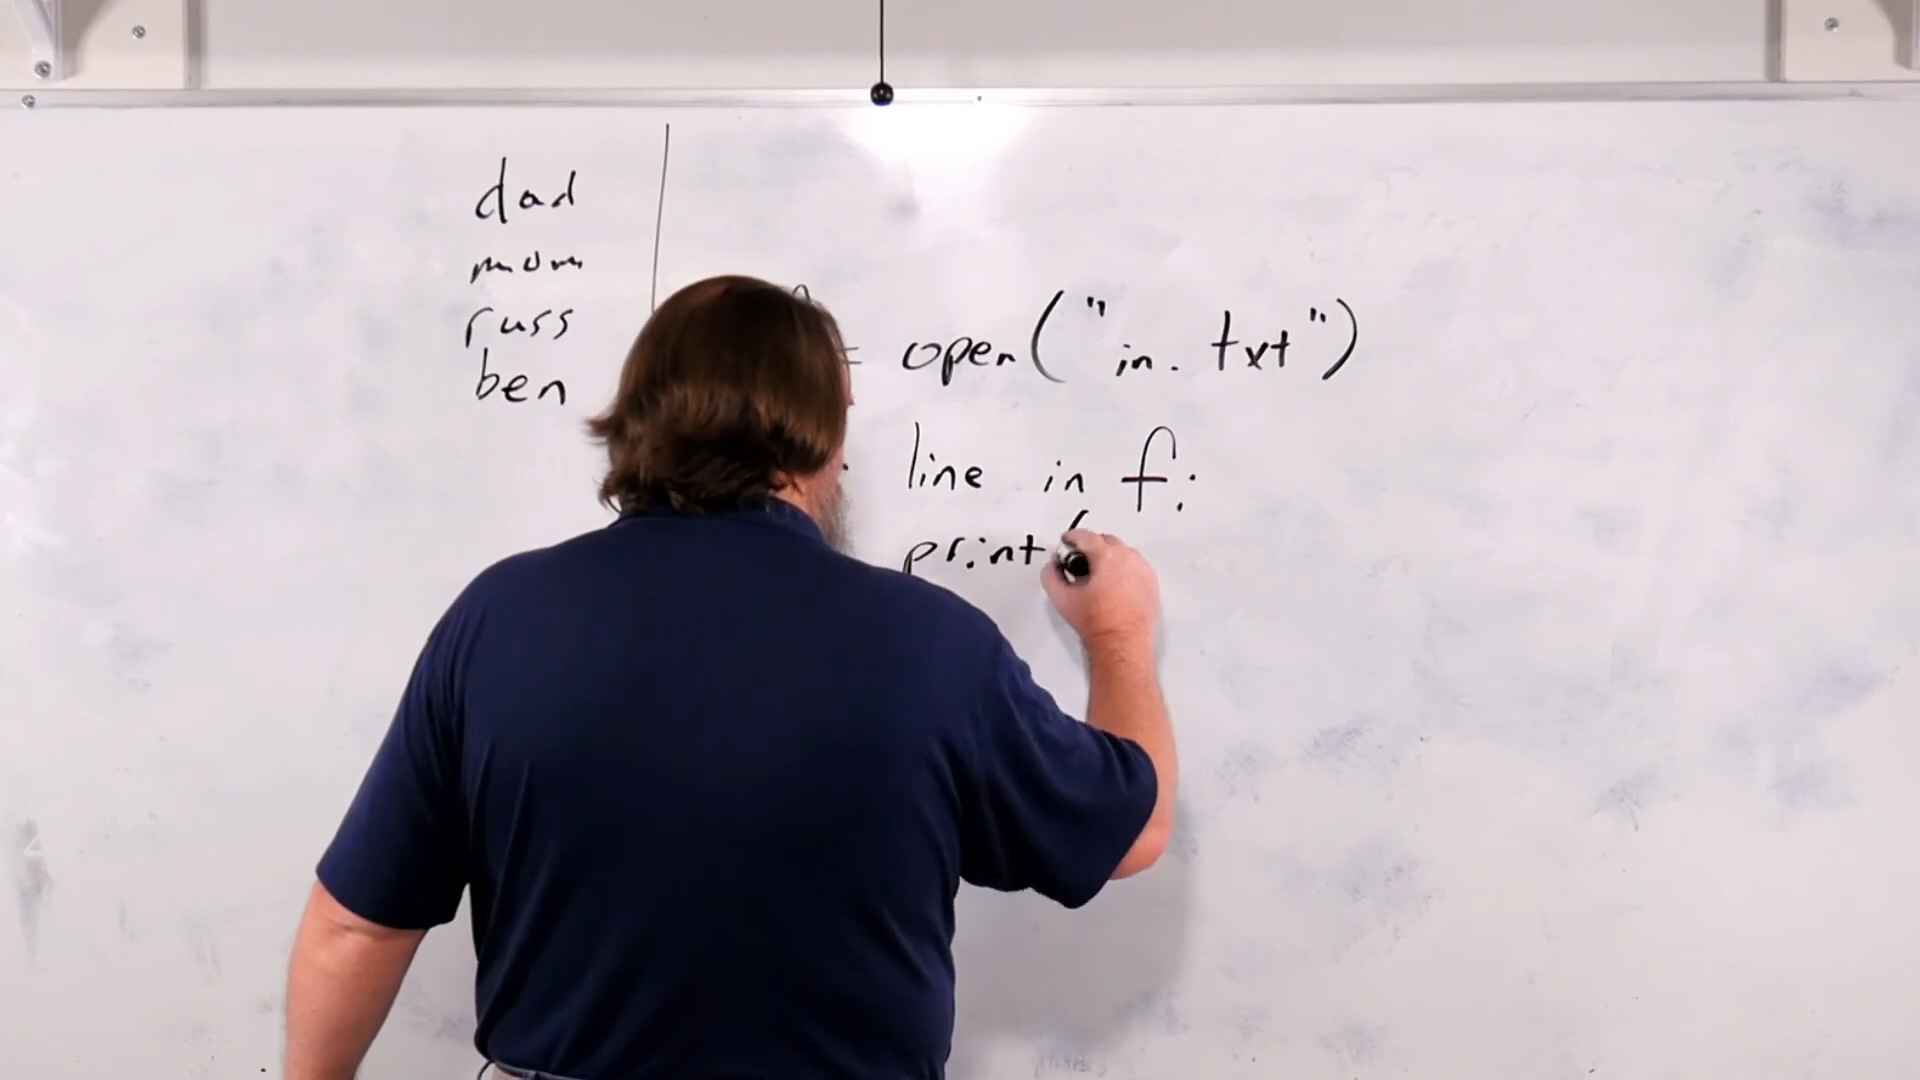 dad
mom
russ
ben
= open("in.txt")
line in f:
print(